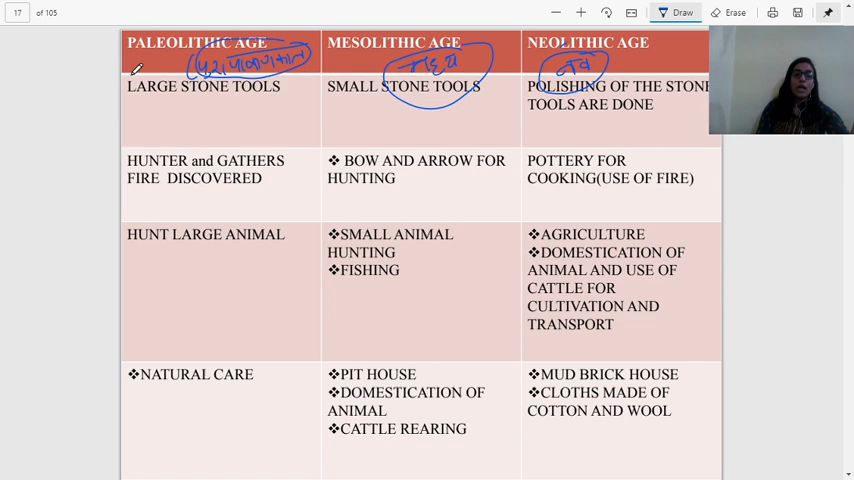 17 of 105
Draw
Erase
PALEOLITHIC AGE
MESOLITHIC AGE
NEOLITHIC AGE
LARGE STONE TOOLS
SMALL STONE TOOLS
POLISHING OF THE STONE
TOOLS ARE DONE
HUNTER and GATHERS
FIRE DISCOVERED
❖ BOW AND ARROW FOR
HUNTING
POTTERY FOR
COOKING(USE OF FIRE)
HUNT LARGE ANIMAL
❖SMALL ANIMAL
HUNTING
❖FISHING
❖AGRICULTURE
❖DOMESTICATION OF
ANIMAL AND USE OF
CATTLE FOR
CULTIVATION AND
TRANSPORT
❖NATURAL CARE
❖PIT HOUSE
❖DOMESTICATION OF
ANIMAL
❖CATTLE REARING
❖MUD BRICK HOUSE
❖CLOTHS MADE OF
COTTON AND WOOL